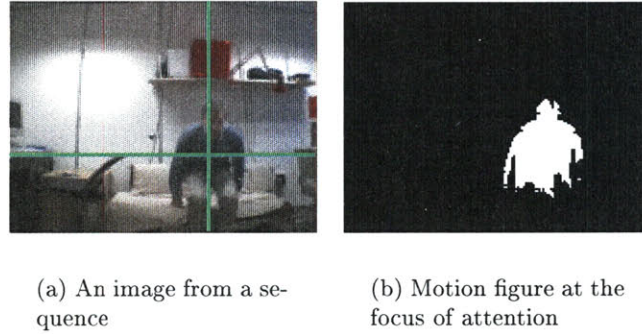 (a) An image from a se-
quence
(b) Motion figure at the
focus of attention